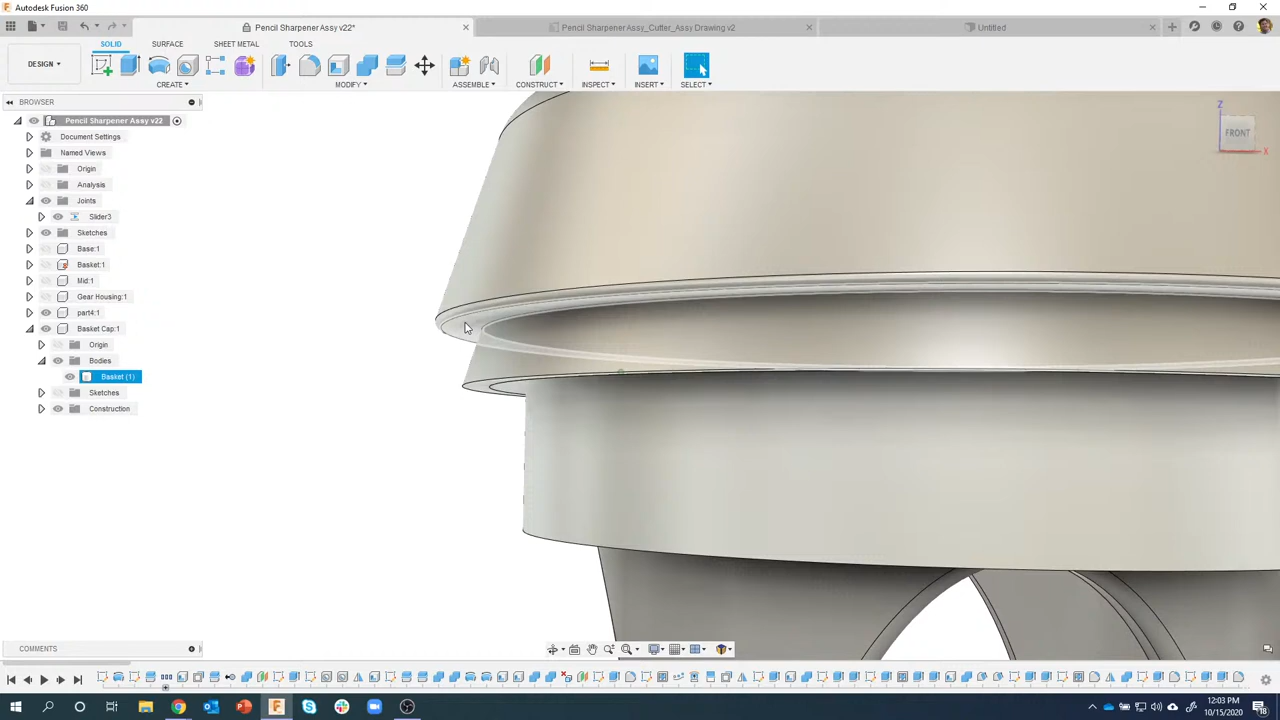 Autodesk Fusion 360
Pencil Sharpener Assy v22*
Pencil Sharpener Assy_Cutter_Assy Drawing v2
Untitled
SOLID
SURFACE
SHEET METAL
TOOLS
DESIGN
CREATE
MODIFY
ASSEMBLE
CONSTRUCT
INSPECT
INSERT
SELECT
BROWSER
Pencil Sharpener Assy v22
Document Settings
Named Views
Origin
Analysis
Joints
Slider3
Sketches
Base:1
Basket:1
Mid:1
Gear Housing:1
part4:1
Basket Cap:1
Origin
Bodies
Basket (1)
Sketches
Construction
Z
FRONT
X
COMMENTS
12:03 PM
10/15/2020
18